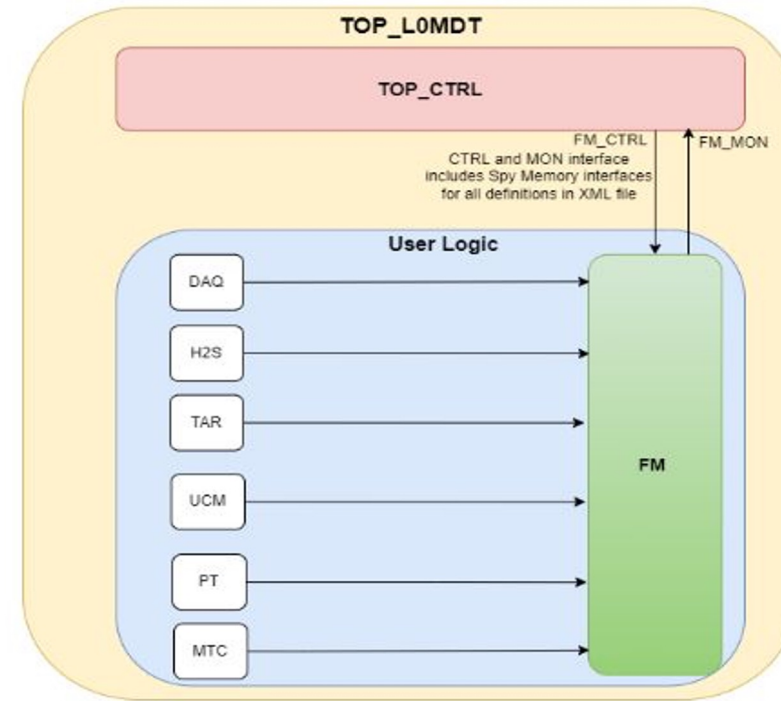 TOP_L0MDT
TOP_CTRL
FM_CTRL
FM_MON
CTRL and MON interface
includes Spy Memory interfaces
for all definitions in XML file
User Logic
DAQ
H2S
TAR
UCM
FM
PT
MTC